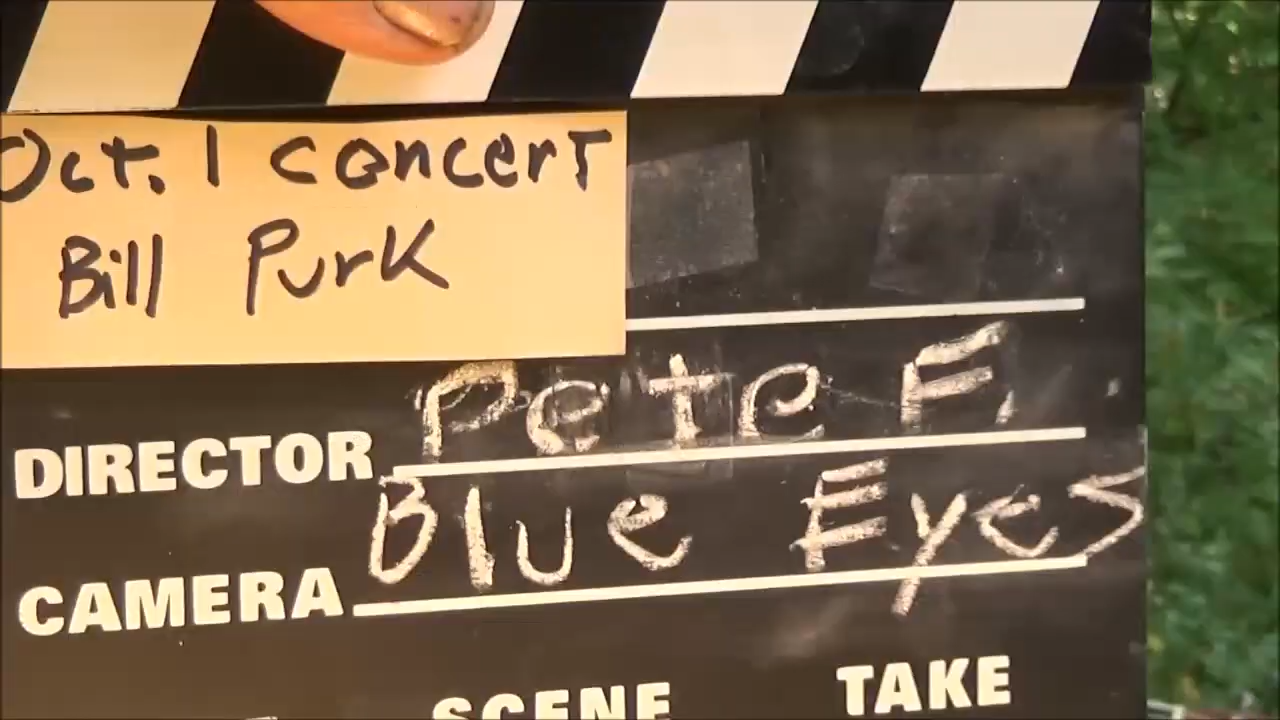 Oct. 1 concert
Bill Purk
DIRECTOR Pete F.
CAMERA Blue Eyes
SCENE TAKE